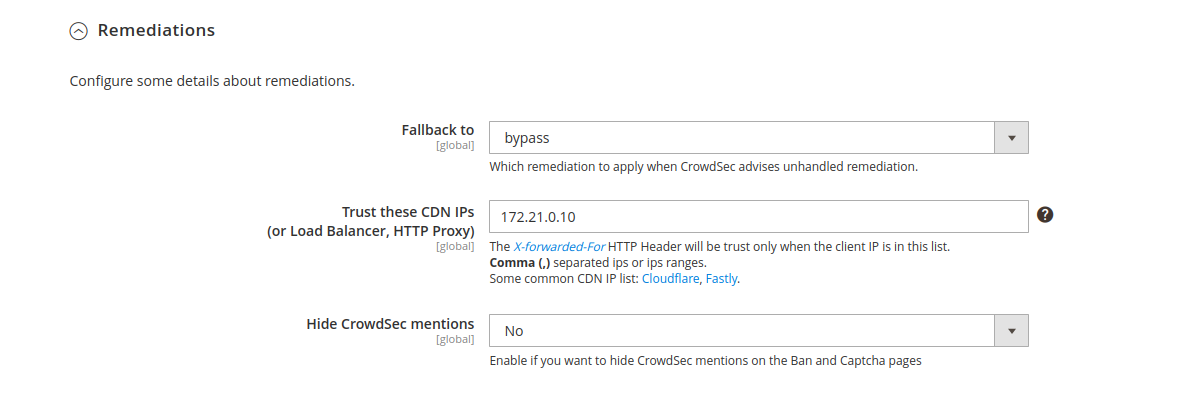 Remediations
Configure some details about remediations.
Fallback to
[global]
bypass
Which remediation to apply when CrowdSec advises unhandled remediation.
Trust these CDN IPs
(or Load Balancer, HTTP Proxy)
[global]
172.21.0.10
?
The X-forwarded-For HTTP Header will be trust only when the client IP is in this list.
Comma (,) separated ips or ips ranges.
Some common CDN IP list: Cloudflare, Fastly.
Hide CrowdSec mentions
[global]
No
Enable if you want to hide CrowdSec mentions on the Ban and Captcha pages